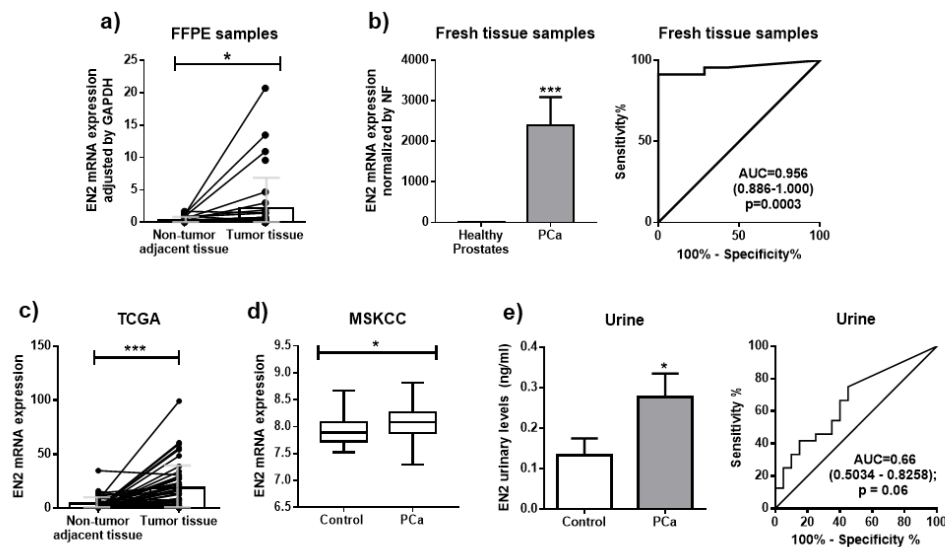 a)
FFPE samples
*
EN2 mRNA expression
adjusted by GAPDH
25
20
15
10
5
0
Non-tumor
adjacent tissue
Tumor tissue
b)
Fresh tissue samples
EN2 mRNA expression
normalized by NF
4000
3000
2000
1000
0
***
Healthy
Prostates
PCa
Fresh tissue samples
Sensitivity%
100
50
0
0
50
100
AUC=0.956
(0.886-1.000)
p=0.0003
100% - Specificity%
c)
TCGA
***
EN2 mRNA expression
150
100
50
0
Non-tumor
adjacent tissue
Tumor tissue
d)
MSKCC
*
EN2 mRNA expression
9.5
9.0
8.5
8.0
7.5
7.0
6.5
Control
PCa
e)
Urine
EN2 urinary levels (ng/ml)
0.4
0.3
0.2
0.1
0.0
*
Control
PCa
Urine
Sensitivity %
100
80
60
40
20
0
0
20
40
60
80
100
AUC=0.66
(0.5034 - 0.8258);
p = 0.06
100% - Specificity %